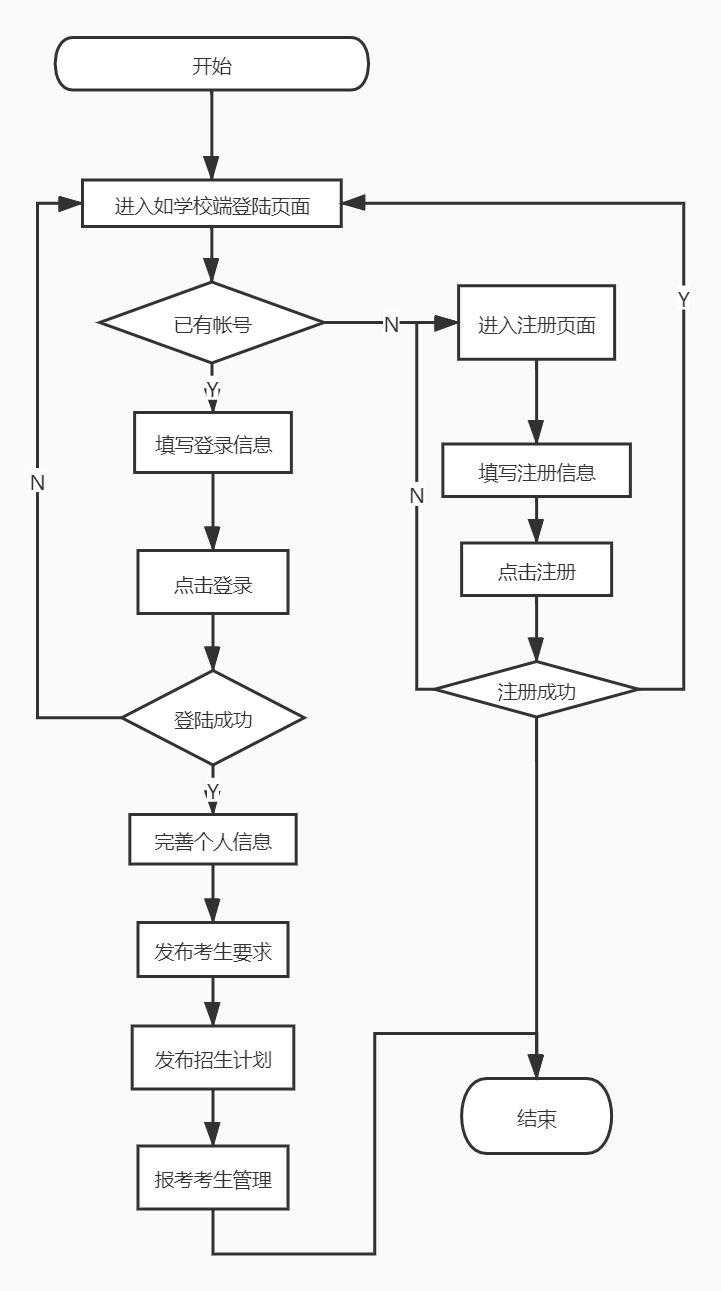 开始
进入如学校端登陆页面
已有帐号
N
进入注册页面
Y
Y
填写登录信息
填写注册信息
N
N
点击登录
点击注册
注册成功
登陆成功
Y
完善个人信息
发布考生要求
发布招生计划
结束
报考考生管理